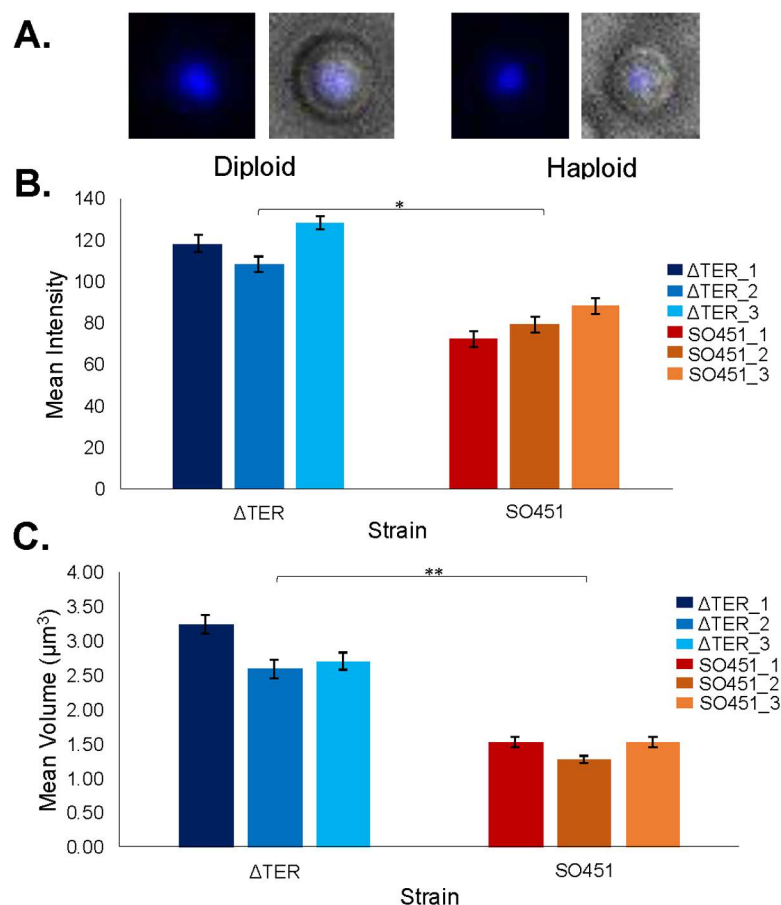 A.
Diploid
Haploid
B.
140
120
100
80
60
40
20
0
Mean Intensity
*
ΔTER
SO451
Strain
ΔTER_1
ΔTER_2
ΔTER_3
SO451_1
SO451_2
SO451_3
C.
4.00
3.50
3.00
2.50
2.00
1.50
1.00
0.50
0.00
Mean Volume (µm³)
**
ΔTER
SO451
Strain
ΔTER_1
ΔTER_2
ΔTER_3
SO451_1
SO451_2
SO451_3